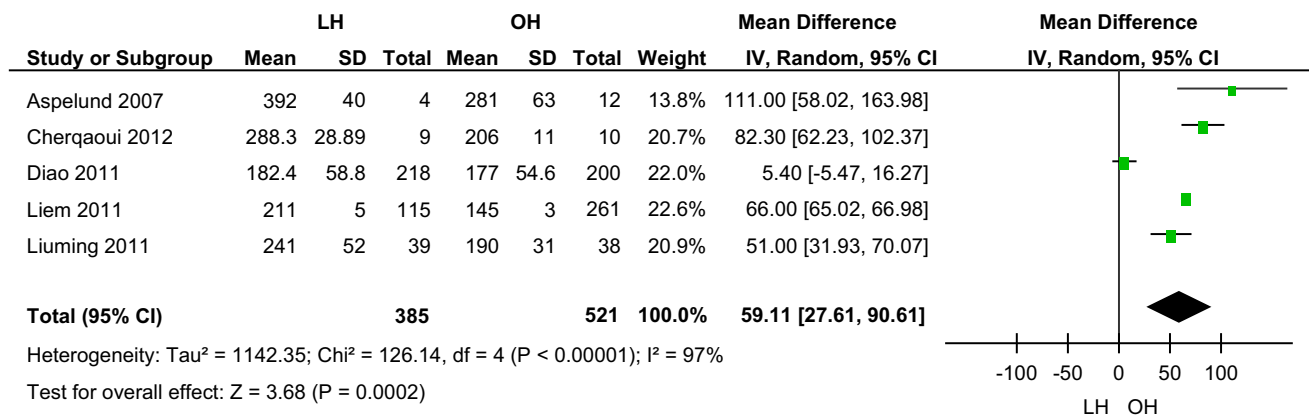 LH OH Mean Difference Mean Difference
Study or Subgroup Mean SD Total Mean SD Total Weight IV, Random, 95% CI IV, Random, 95% CI
Aspelund 2007 392 40 4 281 63 12 13.8% 111.00 [58.02, 163.98]
Cherqaoui 2012 288.3 28.89 9 206 11 10 20.7% 82.30 [62.23, 102.37]
Diao 2011 182.4 58.8 218 177 54.6 200 22.0% 5.40 [-5.47, 16.27]
Liem 2011 211 5 115 145 3 261 22.6% 66.00 [65.02, 66.98]
Liuming 2011 241 52 39 190 31 38 20.9% 51.00 [31.93, 70.07]
Total (95% CI) 385 521 100.0% 59.11 [27.61, 90.61]
Heterogeneity: Tau² = 1142.35; Chi² = 126.14, df = 4 (P < 0.00001); I² = 97%
-100 -50 0 50 100
Test for overall effect: Z = 3.68 (P = 0.0002)
LH OH